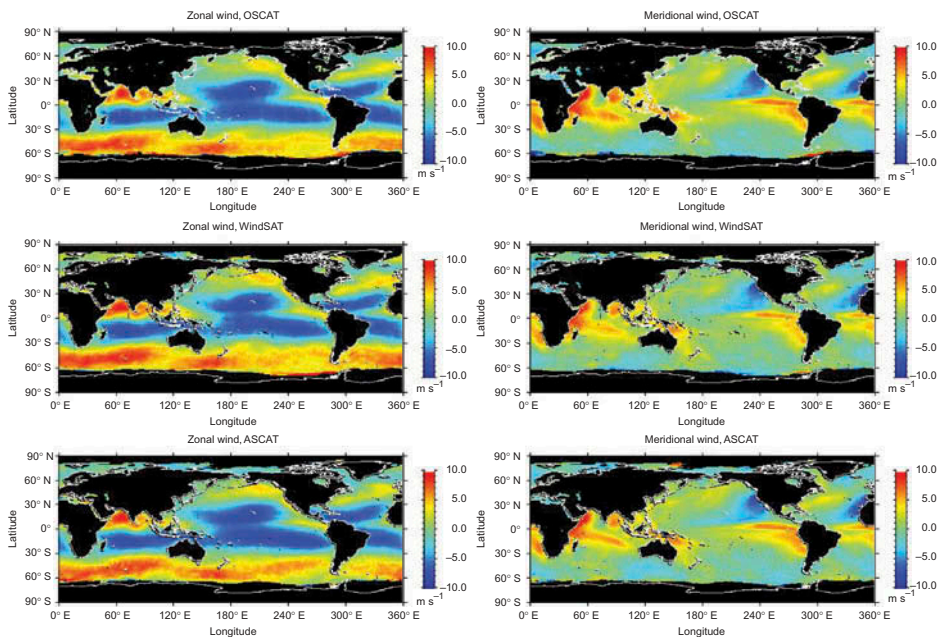 Zonal wind, OSCAT
90° N
60° N
30° N
0°
30° S
60° S
90° S
Latitude
0° E 60° E 120° E 180° E 240° E 300° E 360° E
Longitude
10.0
5.0
0.0
−5.0
−10.0
m s−1
Meridional wind, OSCAT
90° N
60° N
30° N
0°
30° S
60° S
90° S
Latitude
0° E 60° E 120° E 180° E 240° E 300° E 360° E
Longitude
10.0
5.0
0.0
−5.0
−10.0
m s−1
Zonal wind, WindSAT
90° N
60° N
30° N
0°
30° S
60° S
90° S
Latitude
0° E 60° E 120° E 180° E 240° E 300° E 360° E
Longitude
10.0
5.0
0.0
−5.0
−10.0
m s−1
Meridional wind, WindSAT
90° N
60° N
30° N
0°
30° S
60° S
90° S
Latitude
0° E 60° E 120° E 180° E 240° E 300° E 360° E
Longitude
10.0
5.0
0.0
−5.0
−10.0
m s−1
Zonal wind, ASCAT
90° N
60° N
30° N
0°
30° S
60° S
90° S
Latitude
0° E 60° E 120° E 180° E 240° E 300° E 360° E
Longitude
10.0
5.0
0.0
−5.0
−10.0
m s−1
Meridional wind, ASCAT
90° N
60° N
30° N
0°
30° S
60° S
90° S
Latitude
0° E 60° E 120° E 180° E 240° E 300° E 360° E
Longitude
10.0
5.0
0.0
−5.0
−10.0
m s−1